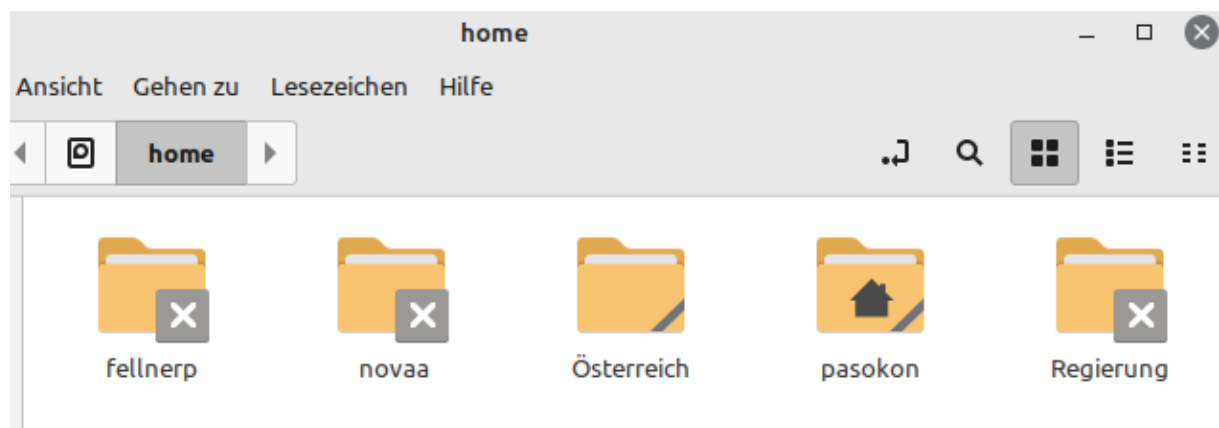 home
Ansicht Gehen zu Lesezeichen Hilfe
home
fellnerp novaa Österreich pasokon Regierung